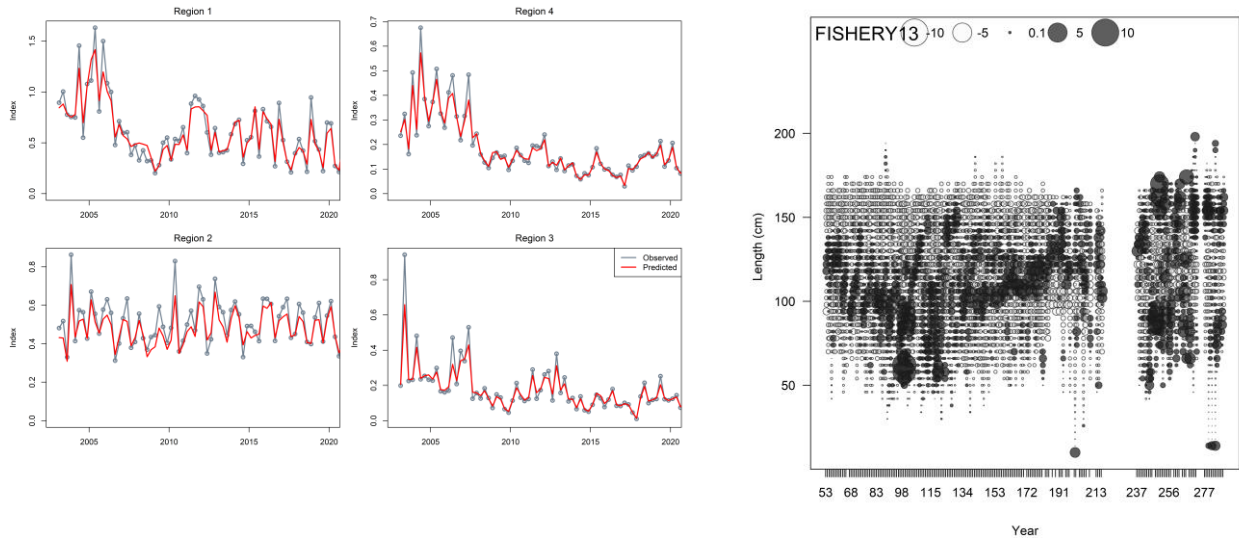 Region 1
Index
0.0 0.5 1.0 1.5
2005 2010 2015 2020
Region 4
Index
0.0 0.1 0.2 0.3 0.4 0.5 0.6 0.7
2005 2010 2015 2020
Region 2
Index
0.0 0.2 0.4 0.6 0.8
2005 2010 2015 2020
Region 3
Observed
Predicted
Index
0.0 0.2 0.4 0.6 0.8
2005 2010 2015 2020
FISHERY13 -10 -5 0.1 5 10
Length (cm)
200
150
100
50
53 68 83 98 115 134 153 172 191 213 237 256 277
Year